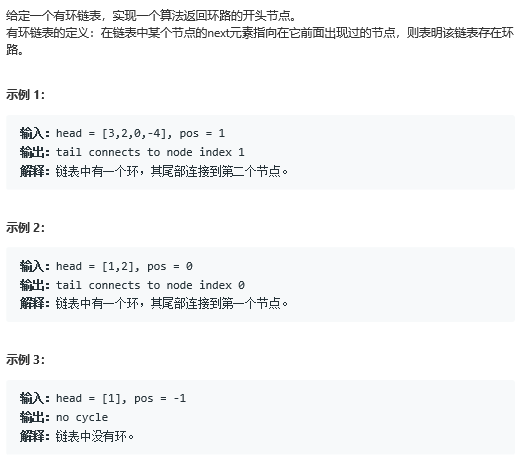 给定一个有环链表，实现一个算法返回环路的开头节点。
有环链表的定义：在链表中某个节点的next元素指向在它前面出现过的节点，则表明该链表存在环
路。
示例 1：
输入：head = [3,2,0,-4], pos = 1
输出：tail connects to node index 1
解释：链表中有一个环，其尾部连接到第二个节点。
示例 2：
输入：head = [1,2], pos = 0
输出：tail connects to node index 0
解释：链表中有一个环，其尾部连接到第一个节点。
示例 3：
输入：head = [1], pos = -1
输出：no cycle
解释：链表中没有环。